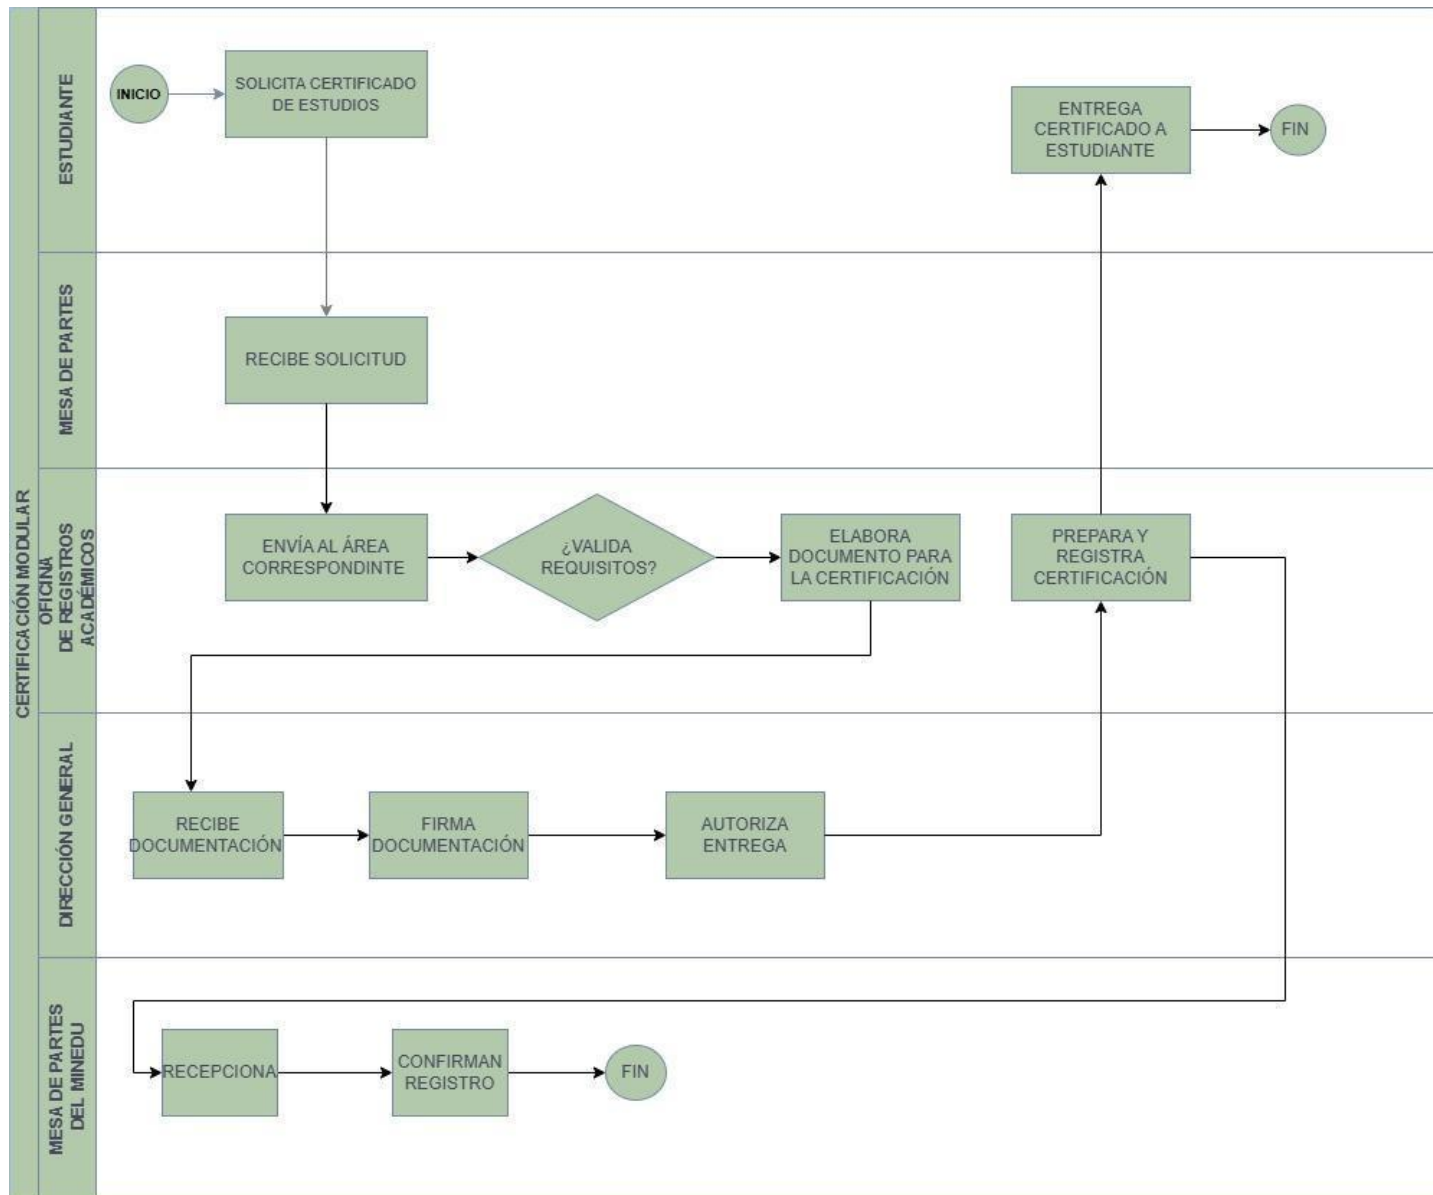 CERTIFICACIÓN MODULAR
ESTUDIANTE
INICIO
SOLICITA CERTIFICADO
DE ESTUDIOS
ENTREGA
CERTIFICADO A
ESTUDIANTE
FIN
MESA DE PARTES
RECIBE SOLICITUD
OFICINA
DE REGISTROS
ACADÉMICOS
ENVÍA AL ÁREA
CORRESPONDINTE
¿VALIDA
REQUISITOS?
ELABORA
DOCUMENTO PARA
LA CERTIFICACIÓN
PREPARA Y
REGISTRA
CERTIFICACIÓN
DIRECCIÓN GENERAL
RECIBE
DOCUMENTACIÓN
FIRMA
DOCUMENTACIÓN
AUTORIZA
ENTREGA
MESA DE PARTES
DEL MINEDU
RECEPCIONA
CONFIRMAN
REGISTRO
FIN